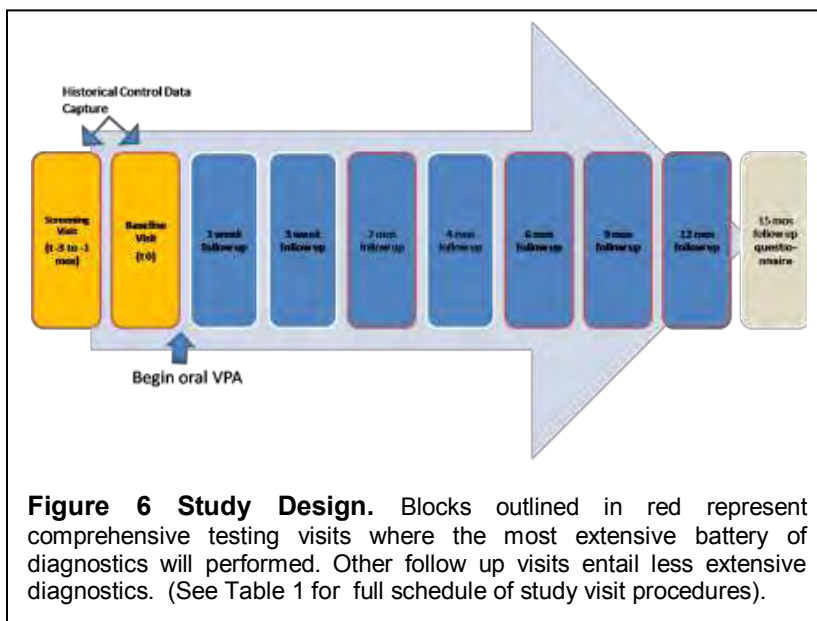 Historical Control Data
Capture
Screening
Visit
(t -3 to -1
mos)
Baseline
Visit
(t0)
1 week
follow up
3 week
follow up
2 mos
follow up
4 mos
follow up
6 mos
follow up
9 mos
follow up
12 mos
follow up
15 mos
follow up
questio-
nnaire
Begin oral VPA
Figure 6 Study Design. Blocks outlined in red represent
comprehensive testing visits where the most extensive battery of
diagnostics will performed. Other follow up visits entail less extensive
diagnostics. (See Table 1 for full schedule of study visit procedures).